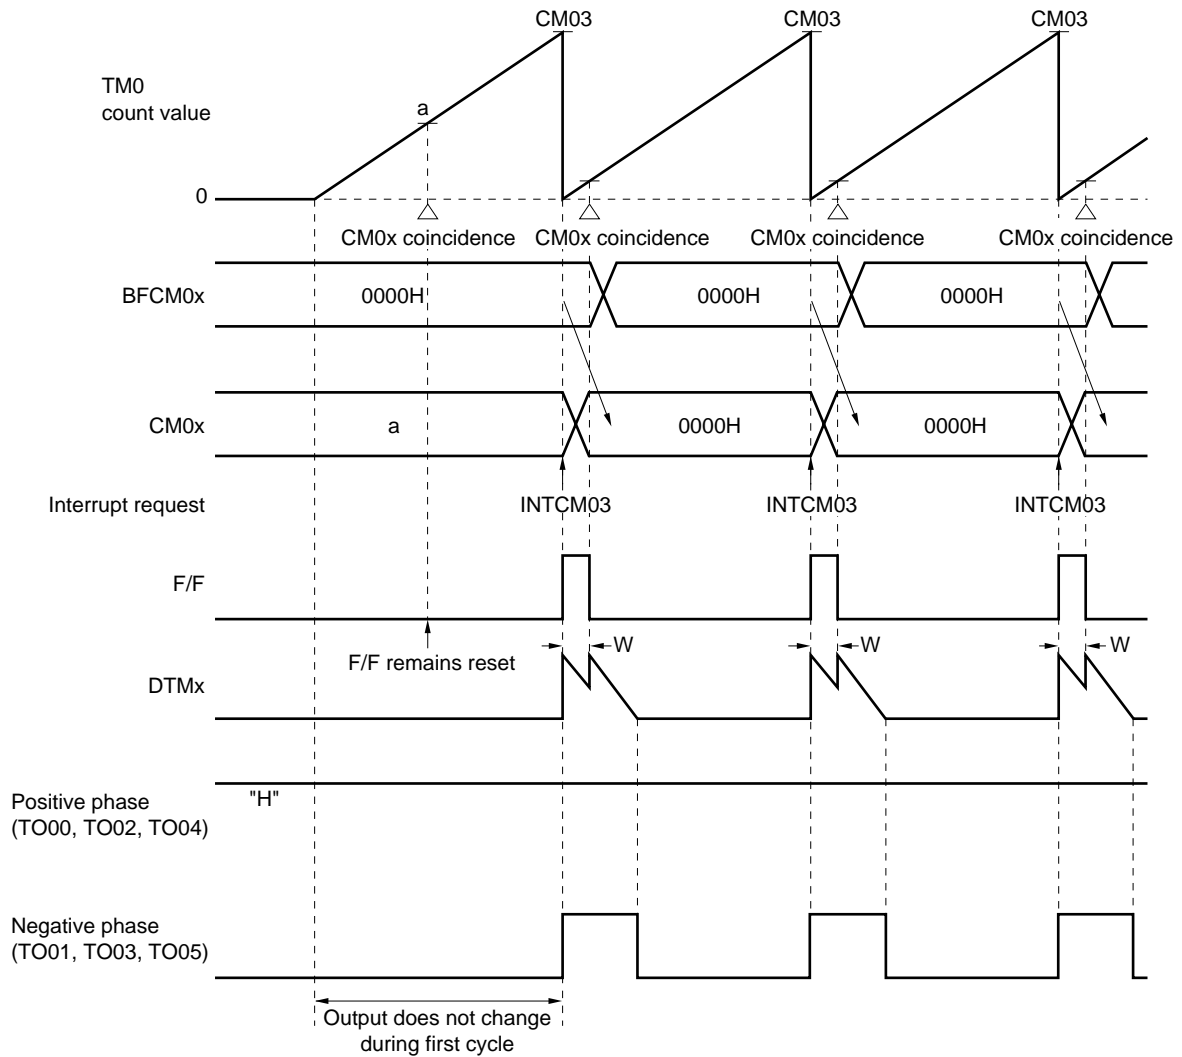 CM03 CM03 CM03
TM0
count value
a
0
CM0x coincidence CM0x coincidence CM0x coincidence CM0x coincidence
BFCM0x 0000H 0000H 0000H
CM0x a 0000H 0000H
Interrupt request INTCM03 INTCM03 INTCM03
F/F
F/F remains reset
W W W
DTMx
"H"
Positive phase
(TO00, TO02, TO04)
Negative phase
(TO01, TO03, TO05)
Output does not change
during first cycle